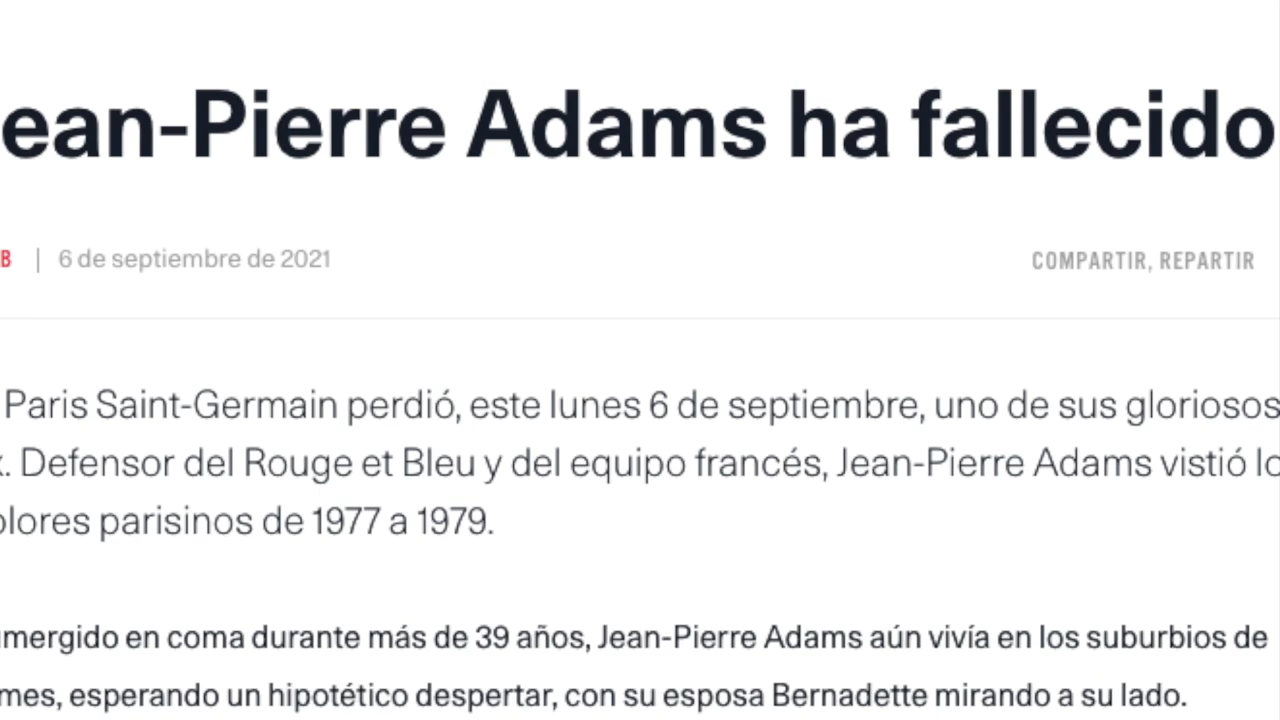 ean-Pierre Adams ha fallecido
B | 6 de septiembre de 2021
COMPARTIR, REPARTIR
Paris Saint-Germain perdió, este lunes 6 de septiembre, uno de sus gloriosos
. Defensor del Rouge et Bleu y del equipo francés, Jean-Pierre Adams vistió lo
olores parisinos de 1977 a 1979.
mergido en coma durante más de 39 años, Jean-Pierre Adams aún vivía en los suburbios de
mes, esperando un hipotético despertar, con su esposa Bernadette mirando a su lado.